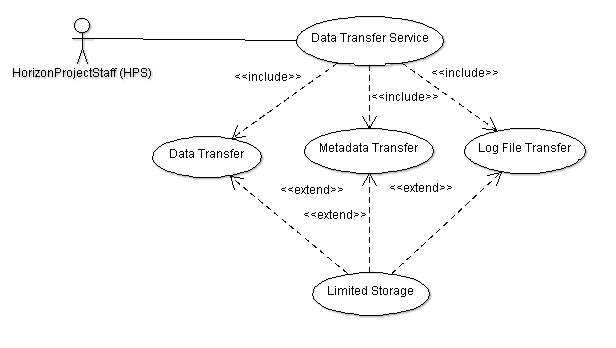 Data Transfer Service
HorizonProjectStaff (HPS)
<<include>>
<<include>>
<<include>>
Data Transfer
Metadata Transfer
Log File Transfer
<<extend>>
<<extend>>
<<extend>>
Limited Storage